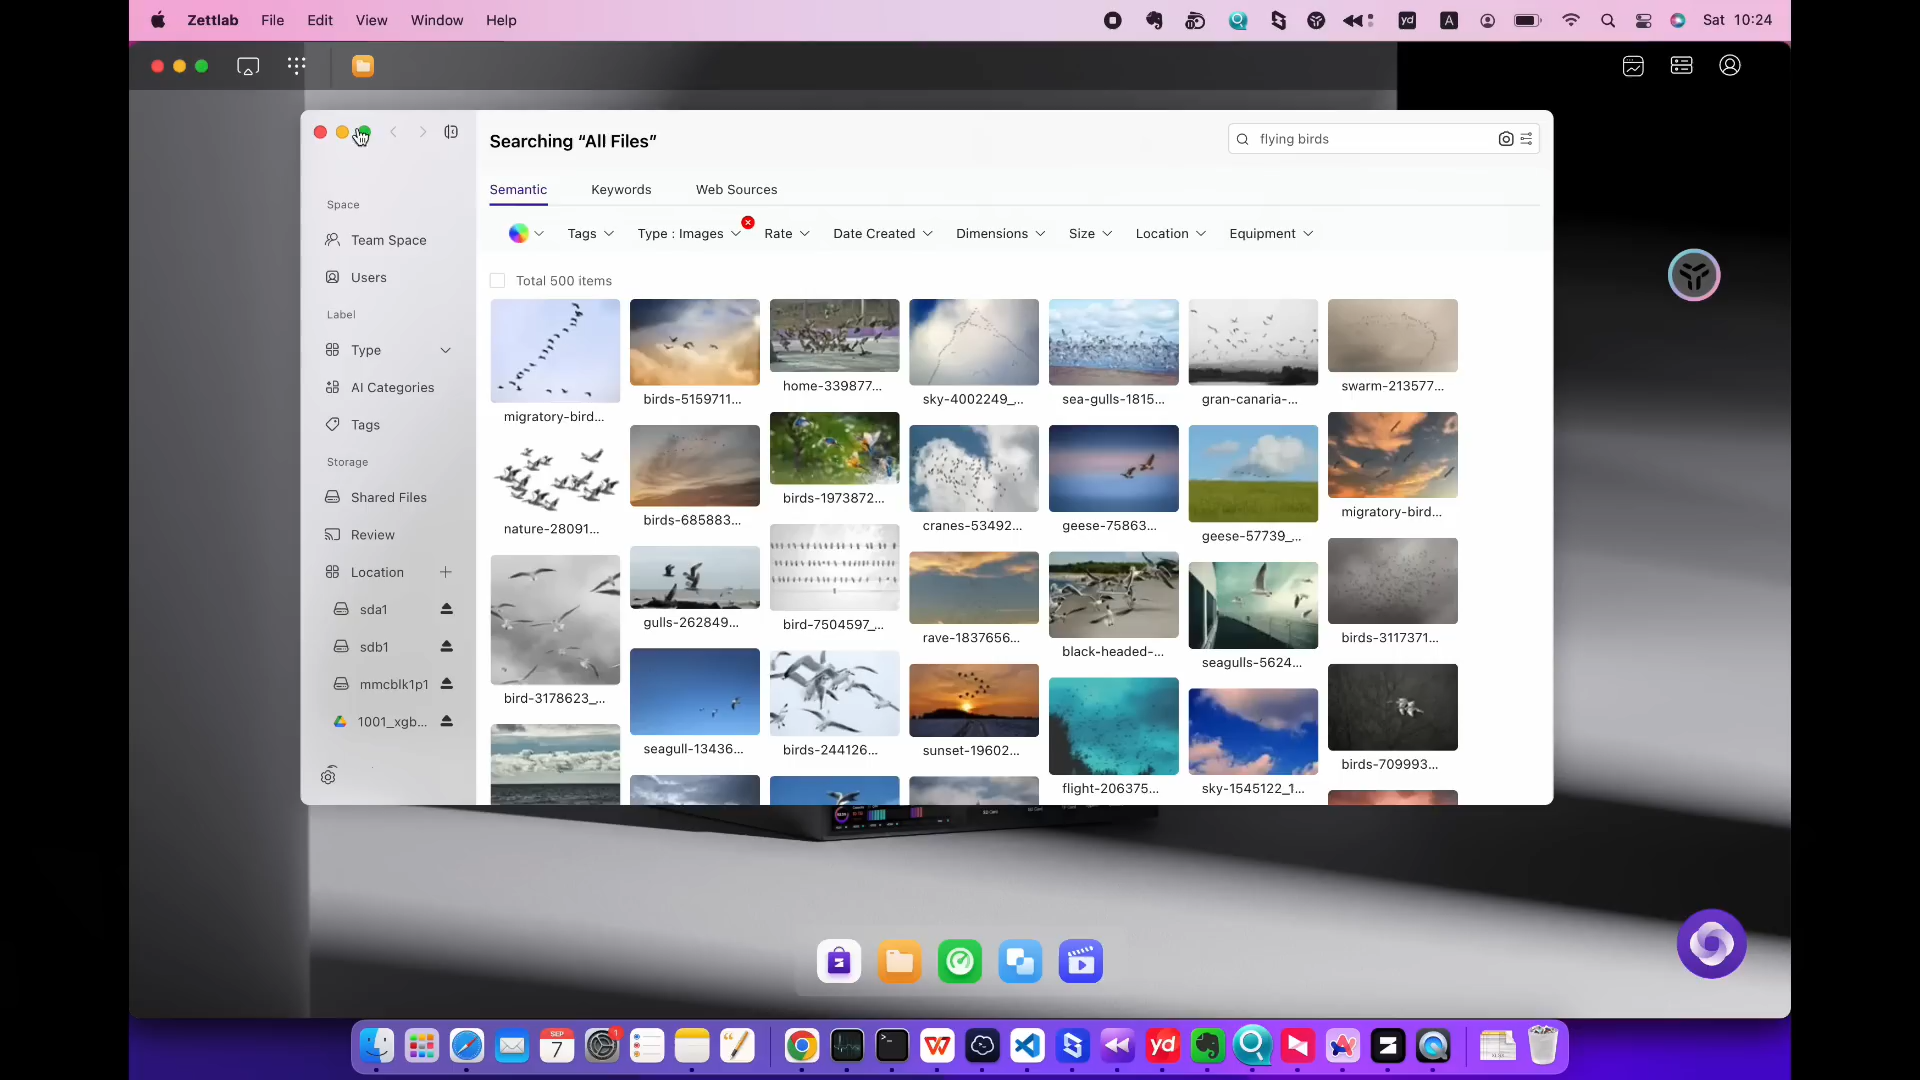 Zettlab File Edit View Window Help
yd A Sat 10:24
Searching “All Files”
flying birds
Semantic Keywords Web Sources
Tags Type : Images Rate Date Created Dimensions Size Location Equipment
Total 500 items
Space
Team Space
Users
Label
Type
AI Categories
Tags
Storage
Shared Files
Review
Location
sda1
sdb1
mmcblk1p1
1001_xgb...
home-339877... swarm-213577...
birds-5159711... sky-4002249_... sea-gulls-1815... gran-canaria-...
migratory-bird...
birds-1973872...
migratory-bird...
birds-685883... cranes-53492... geese-75863...
nature-28091... geese-57739_...
gulls-262849... bird-7504597_...
rave-1837656... birds-3117371...
black-headed-... seagulls-5624...
bird-3178623_...
seagull-13436... birds-244126... sunset-19602...
birds-709993...
flight-206375... sky-1545122_1...
SEP
7
1
yd